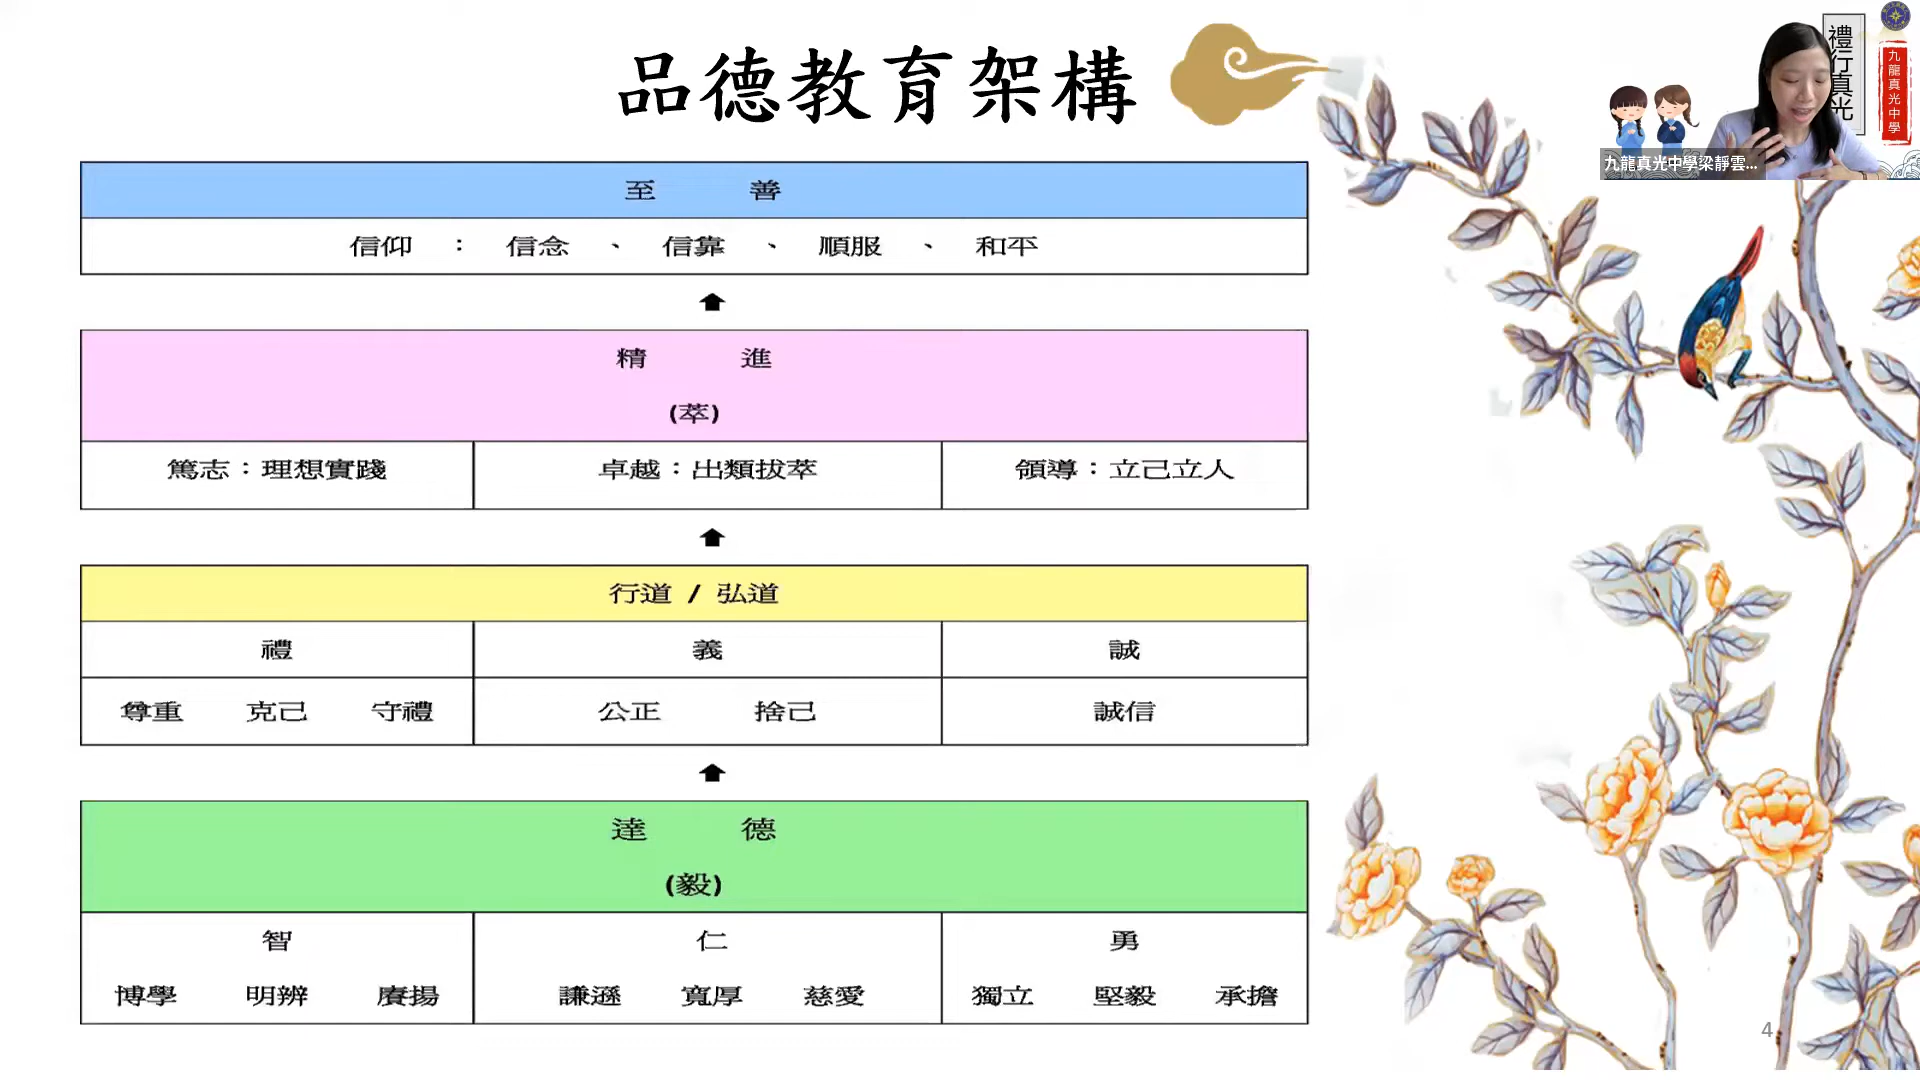 品德教育架構
至 善
信仰 : 信念 、 信靠 、 順服 、 和平
精 進
(萃)
篤志：理想實踐 卓越：出類拔萃 領導：立己立人
行道 / 弘道
禮 義 誠
尊重 克己 守禮 公正 捨己 誠信
達 德
(毅)
智 仁 勇
博學 明辨 賡揚 謙遜 寬厚 慈愛 獨立 堅毅 承擔
4
禮行真光
九龍真光中學
九龍真光中學梁靜雲...